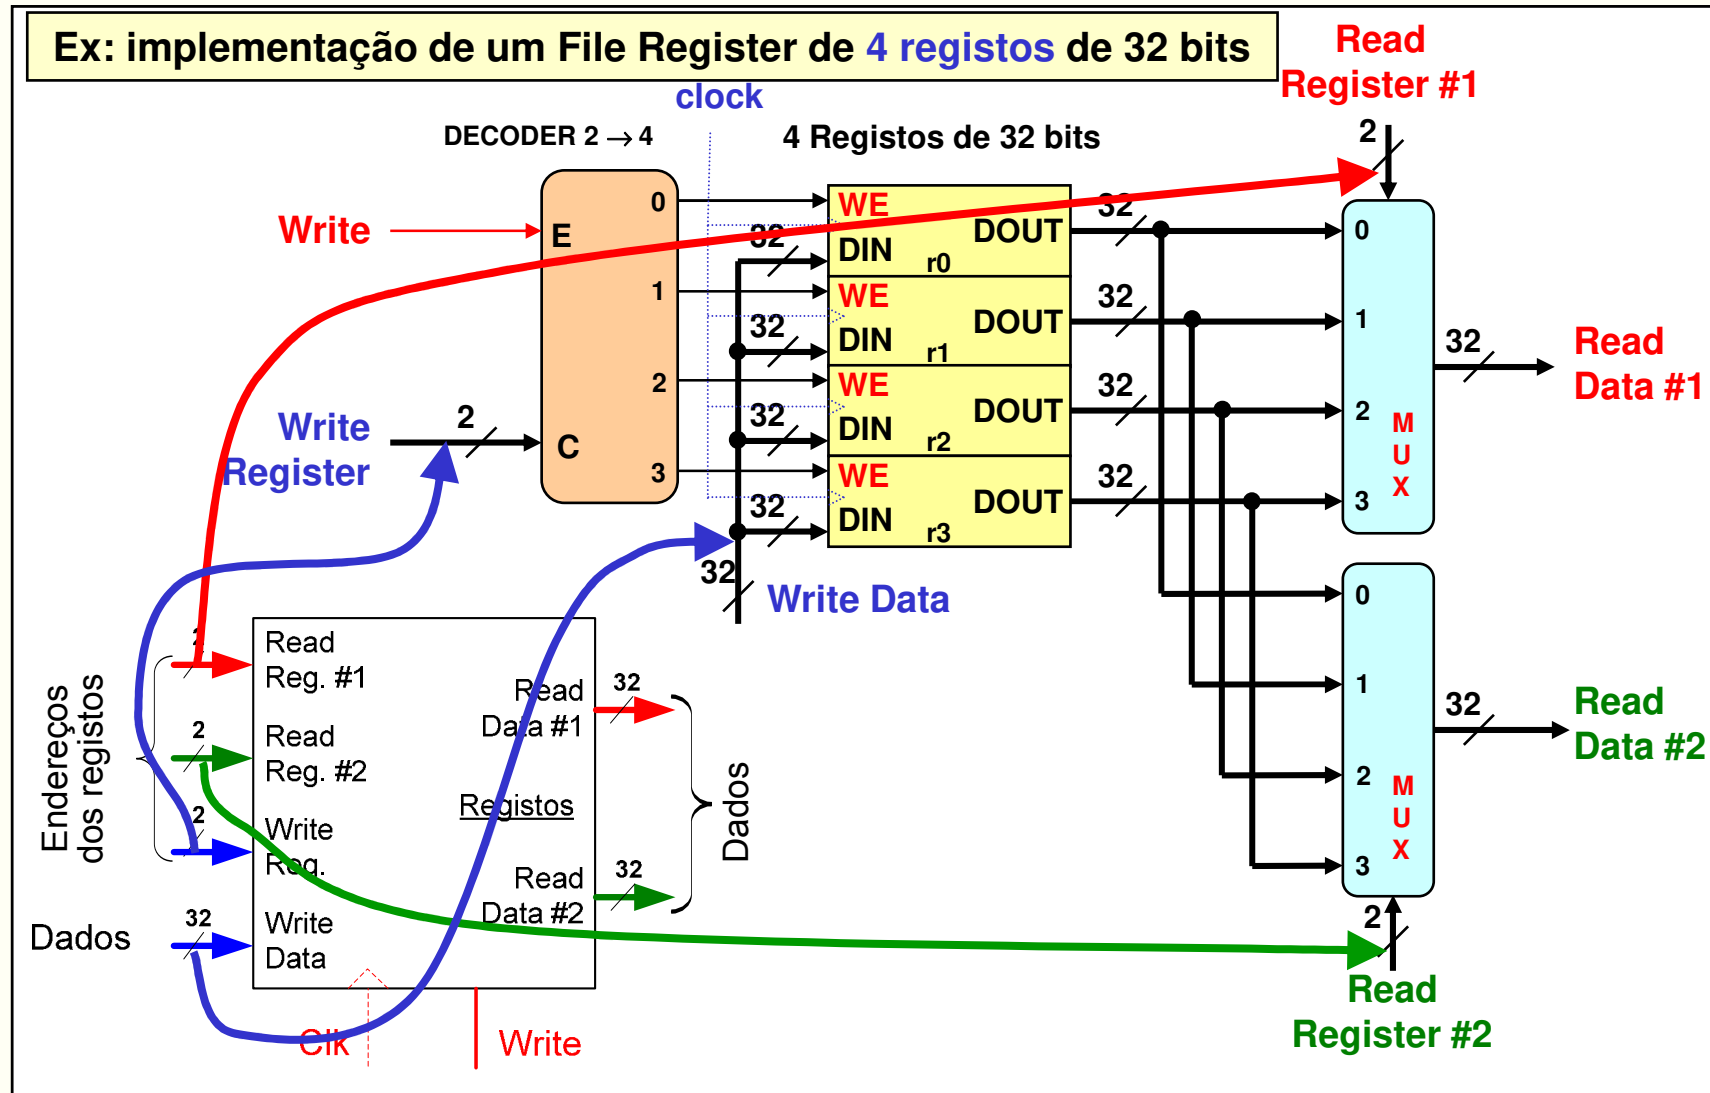 Ex: implementação de um File Register de 4 registos de 32 bits
Read
Register #1
2
clock
DECODER 2 → 4
4 Registos de 32 bits
Write
E
0
1
2
3
Write
Register
2
C
WE
DIN
r0
DOUT
32
32
WE
DIN
r1
DOUT
32
32
WE
DIN
r2
DOUT
32
32
WE
DIN
r3
DOUT
32
32
32
Write Data
0
1
2
3
M
U
X
32
Read
Data #1
0
1
2
3
M
U
X
32
Read
Data #2
2
Read
Register #2
Endereços
dos registos
2
Read
Reg. #1
2
Read
Reg. #2
2
Write
Reg.
Dados
32
Write
Data
Read
Data #1
32
Registos
Read
Data #2
32
Dados
Clk
Write